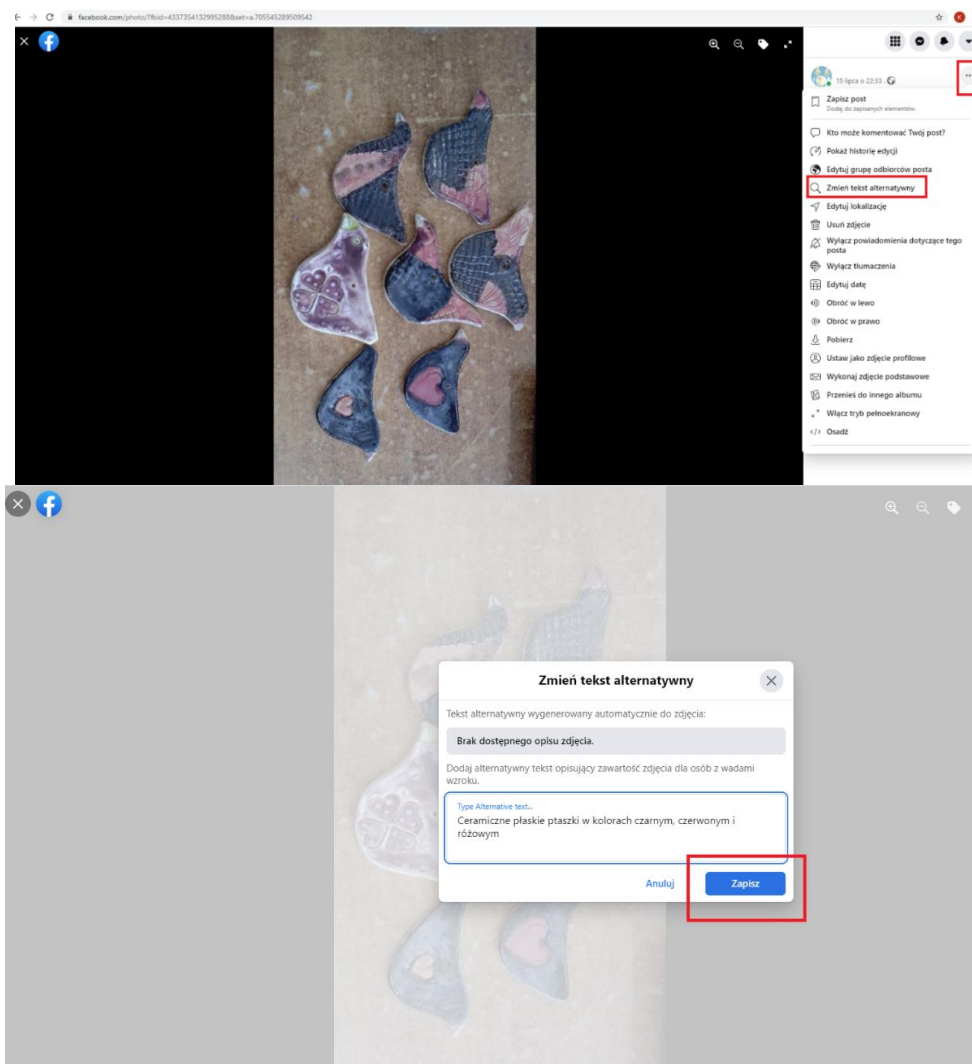 facebook.com/photo/?fbid=4337354132995288&set=a.705545289509542
15 lipca o 22:33 ·
Zapisz post
Dodaj do zapisanych elementów.
Kto może komentować Twój post?
Pokaż historię edycji
Edytuj grupę odbiorców posta
Zmień tekst alternatywny
Edytuj lokalizację
Usuń zdjęcie
Wyłącz powiadomienia dotyczące tego
posta
Wyłącz tłumaczenia
Edytuj datę
Obróć w lewo
Obróć w prawo
Pobierz
Ustaw jako zdjęcie profilowe
Wykonaj zdjęcie podstawowe
Przenieś do innego albumu
Włącz tryb pełnoekranowy
Osadź
Zmień tekst alternatywny
Tekst alternatywny wygenerowany automatycznie do zdjęcia:
Brak dostępnego opisu zdjęcia.
Dodaj alternatywny tekst opisujący zawartość zdjęcia dla osób z wadami
wzroku.
Type Alternative text...
Ceramiczne płaskie ptaszki w kolorach czarnym, czerwonym i
różowym
Anuluj
Zapisz